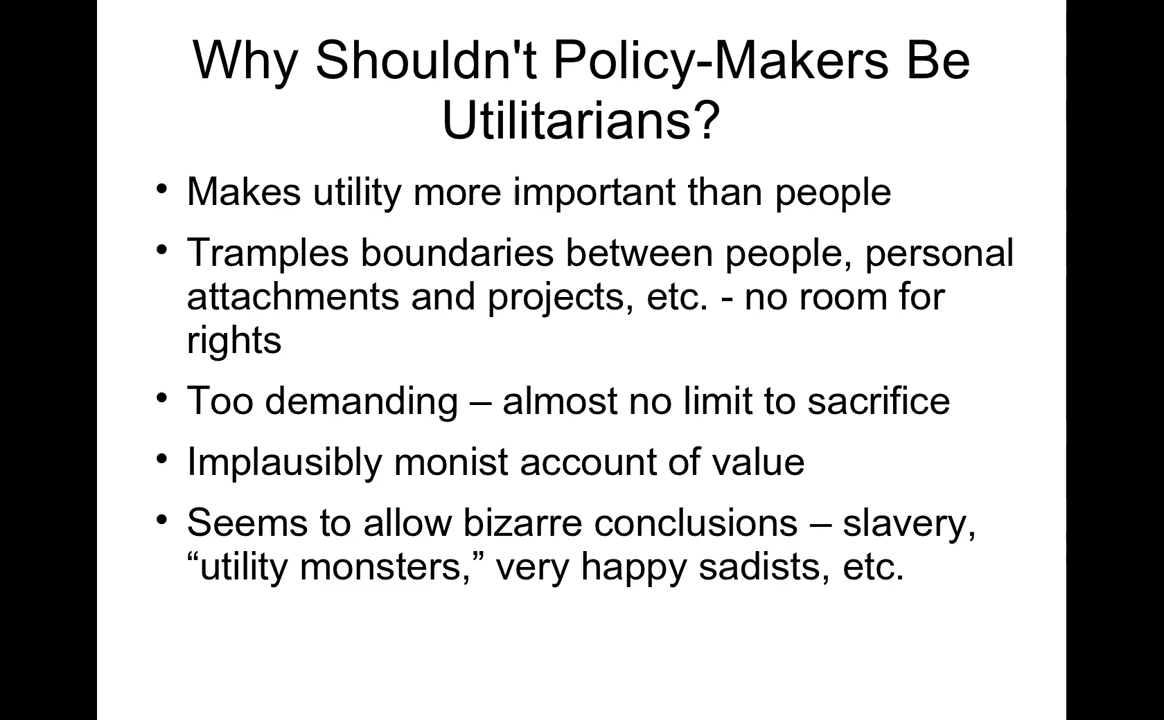 Why Shouldn't Policy-Makers Be
Utilitarians?
• Makes utility more important than people
• Tramples boundaries between people, personal
attachments and projects, etc. - no room for
rights
• Too demanding – almost no limit to sacrifice
• Implausibly monist account of value
• Seems to allow bizarre conclusions – slavery,
“utility monsters,” very happy sadists, etc.